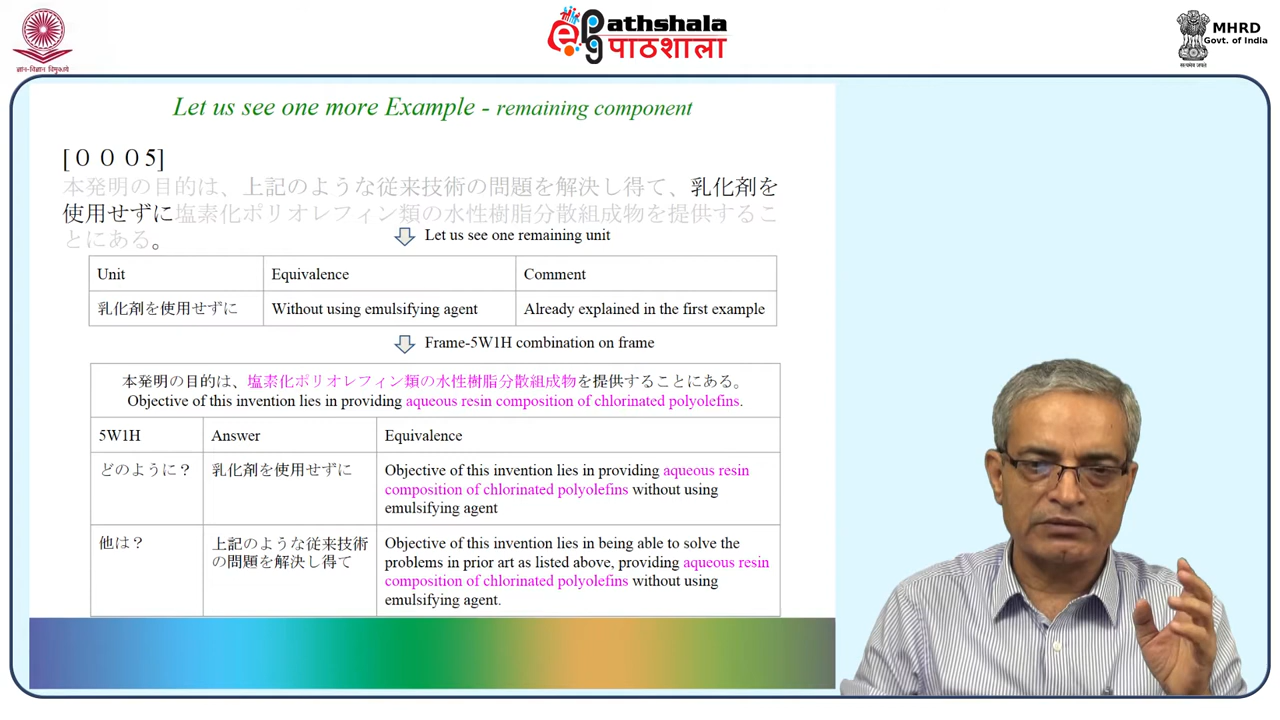 ज्ञान-विज्ञान विमुक्तये
ePathshala
पाठशाला
MHRD
Govt. of India
सत्यमेव जयते
Let us see one more Example - remaining component
[０００5]
本発明の目的は、上記のような従来技術の問題を解決し得て、乳化剤を
使用せずに塩素化ポリオレフィン類の水性樹脂分散組成物を提供するこ
とにある。
Let us see one remaining unit
Unit Equivalence Comment
乳化剤を使用せずに Without using emulsifying agent Already explained in the first example
Frame-5W1H combination on frame
本発明の目的は、塩素化ポリオレフィン類の水性樹脂分散組成物を提供することにある。
Objective of this invention lies in providing aqueous resin composition of chlorinated polyolefins.
5W1H Answer Equivalence
どのように？ 乳化剤を使用せずに Objective of this invention lies in providing aqueous resin
composition of chlorinated polyolefins without using
emulsifying agent
他は？ 上記のような従来技術 Objective of this invention lies in being able to solve the
の問題を解決し得て problems in prior art as listed above, providing aqueous resin
composition of chlorinated polyolefins without using
emulsifying agent.